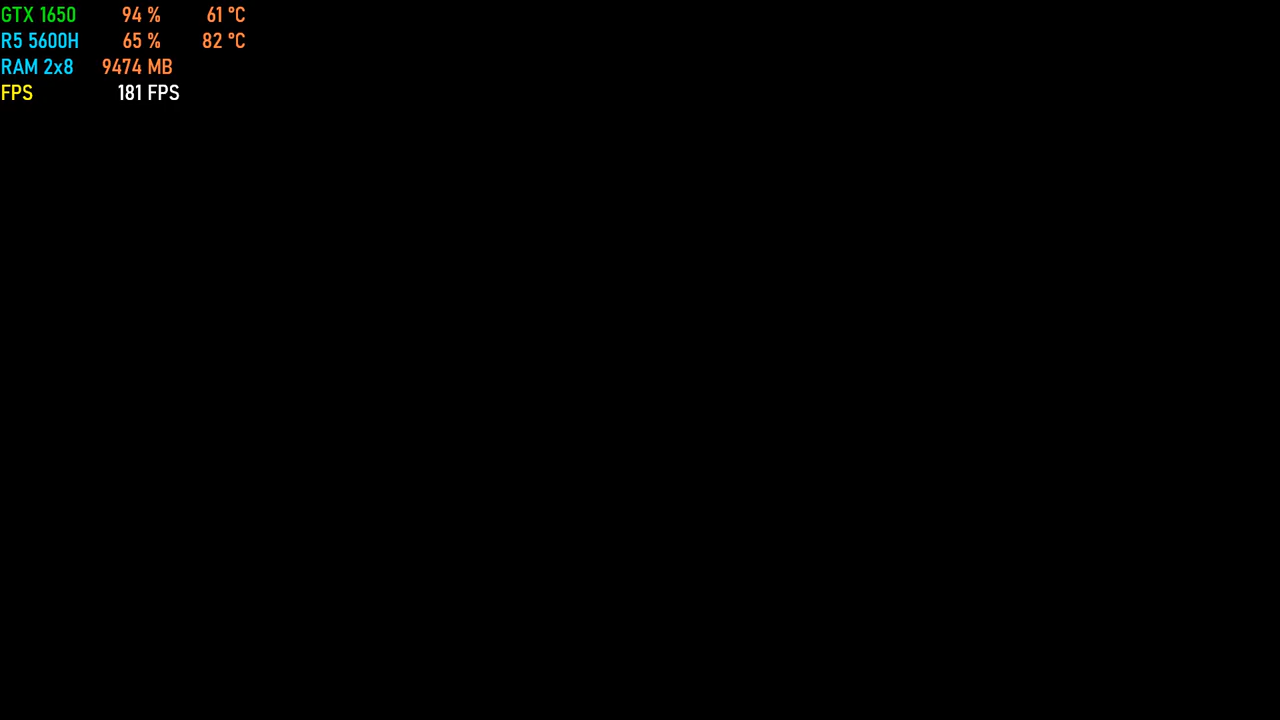 GTX 1650 94 % 61 °C
R5 5600H 65 % 82 °C
RAM 2x8 9474 MB
FPS 181 FPS